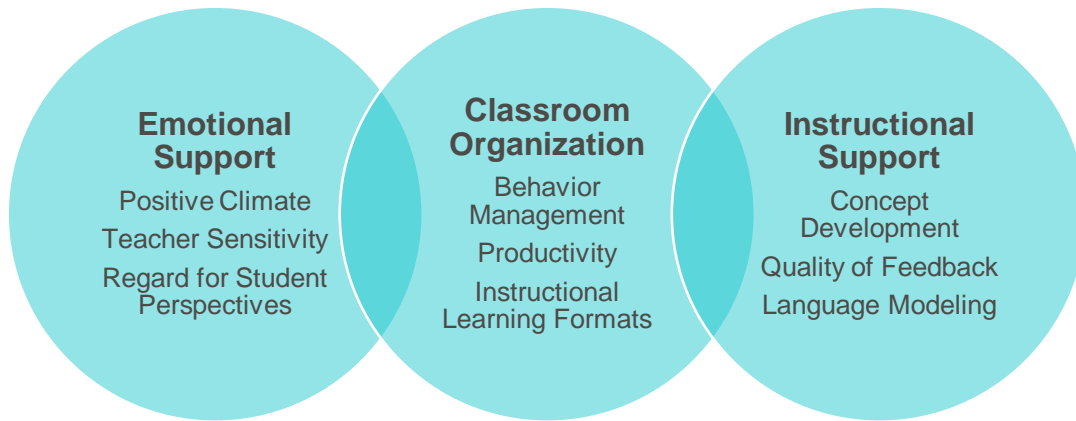 Emotional
Support
Positive Climate
Teacher Sensitivity
Regard for Student
Perspectives
Classroom
Organization
Behavior
Management
Productivity
Instructional
Learning Formats
Instructional
Support
Concept
Development
Quality of Feedback
Language Modeling